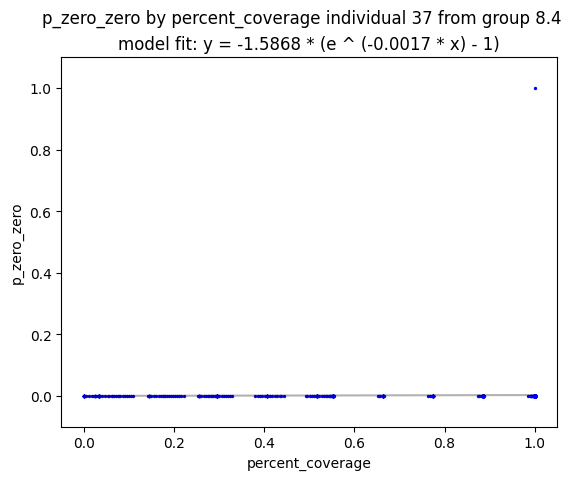 p_zero_zero by percent_coverage individual 37 from group 8.4
model fit: y = -1.5868 * (e ^ (-0.0017 * x) - 1)
1.0
0.8
0.6
0.4
0.2
0.0
p_zero_zero
0.0 0.2 0.4 0.6 0.8 1.0
percent_coverage